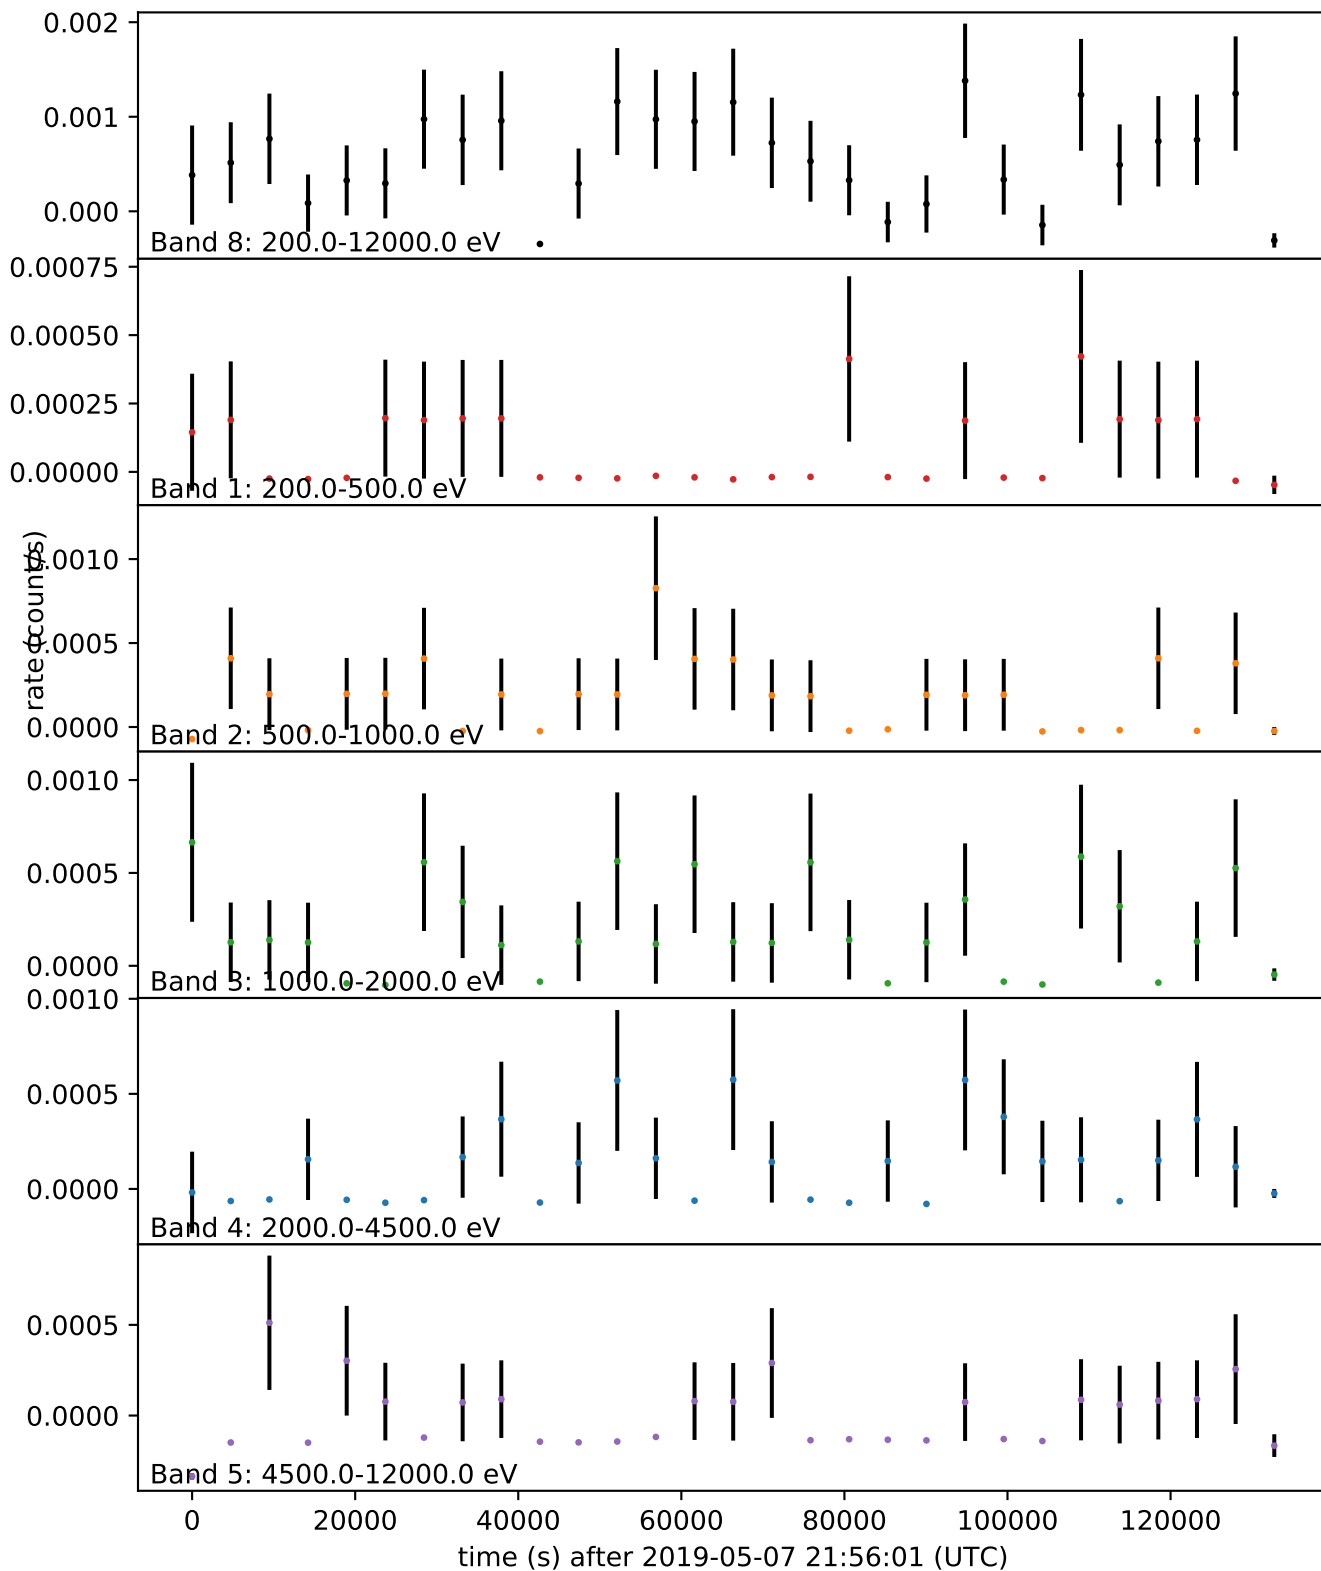 0.002
0.001
0.000
Band 8: 200.0-12000.0 eV
0.00075
0.00050
0.00025
0.00000
Band 1: 200.0-500.0 eV
rate (count/s)
0.0010
0.0005
0.0000
Band 2: 500.0-1000.0 eV
0.0010
0.0005
0.0000
Band 3: 1000.0-2000.0 eV
0.0010
0.0005
0.0000
Band 4: 2000.0-4500.0 eV
0.0005
0.0000
Band 5: 4500.0-12000.0 eV
0 20000 40000 60000 80000 100000 120000
time (s) after 2019-05-07 21:56:01 (UTC)